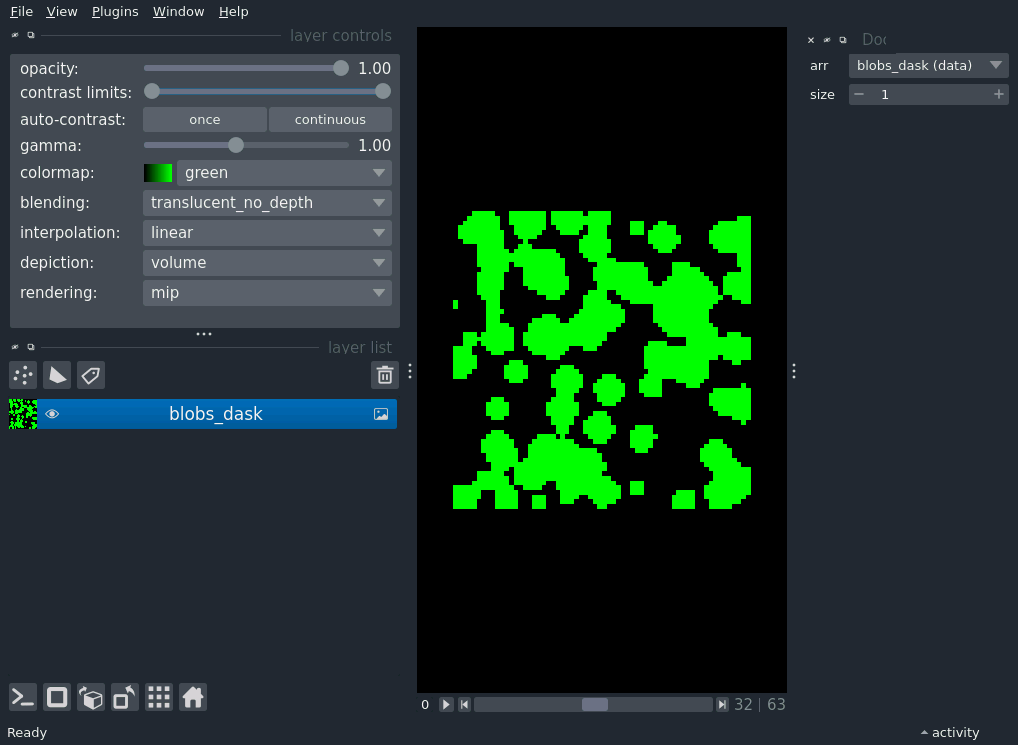 File View Plugins Window Help
layer controls
opacity: 1.00
contrast limits:
auto-contrast: once continuous
gamma: 1.00
colormap: green
blending: translucent_no_depth
interpolation: linear
depiction: volume
rendering: mip
layer list
blobs_dask
0 32 | 63
Ready
arr blobs_dask (data)
size 1
activity